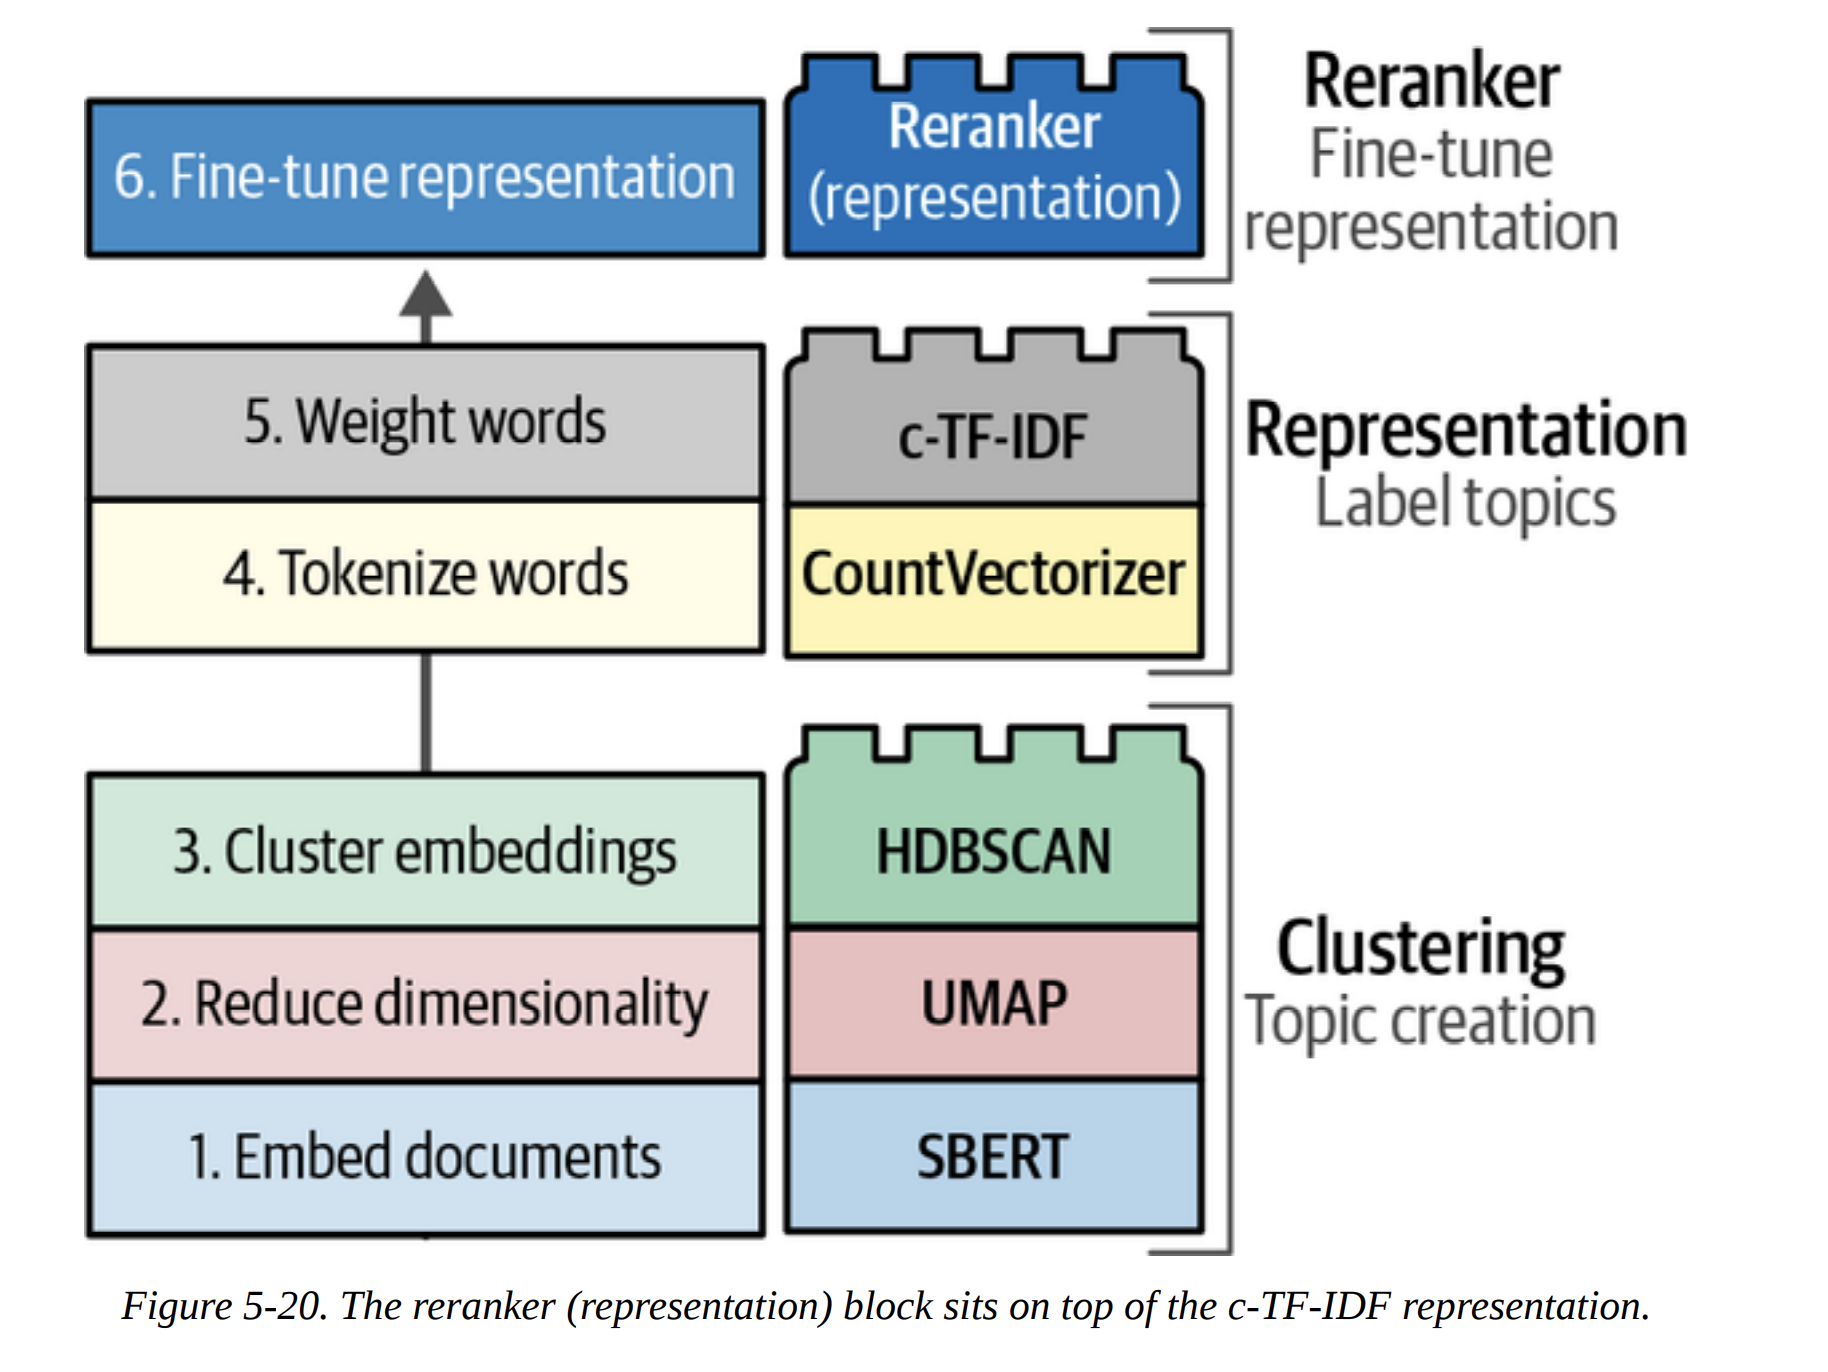 6. Fine-tune representation
Reranker
(representation)
Reranker
Fine-tune
representation
5. Weight words
c-TF-IDF
4. Tokenize words
CountVectorizer
Representation
Label topics
3. Cluster embeddings
HDBSCAN
2. Reduce dimensionality
UMAP
1. Embed documents
SBERT
Clustering
Topic creation
Figure 5-20. The reranker (representation) block sits on top of the c-TF-IDF representation.